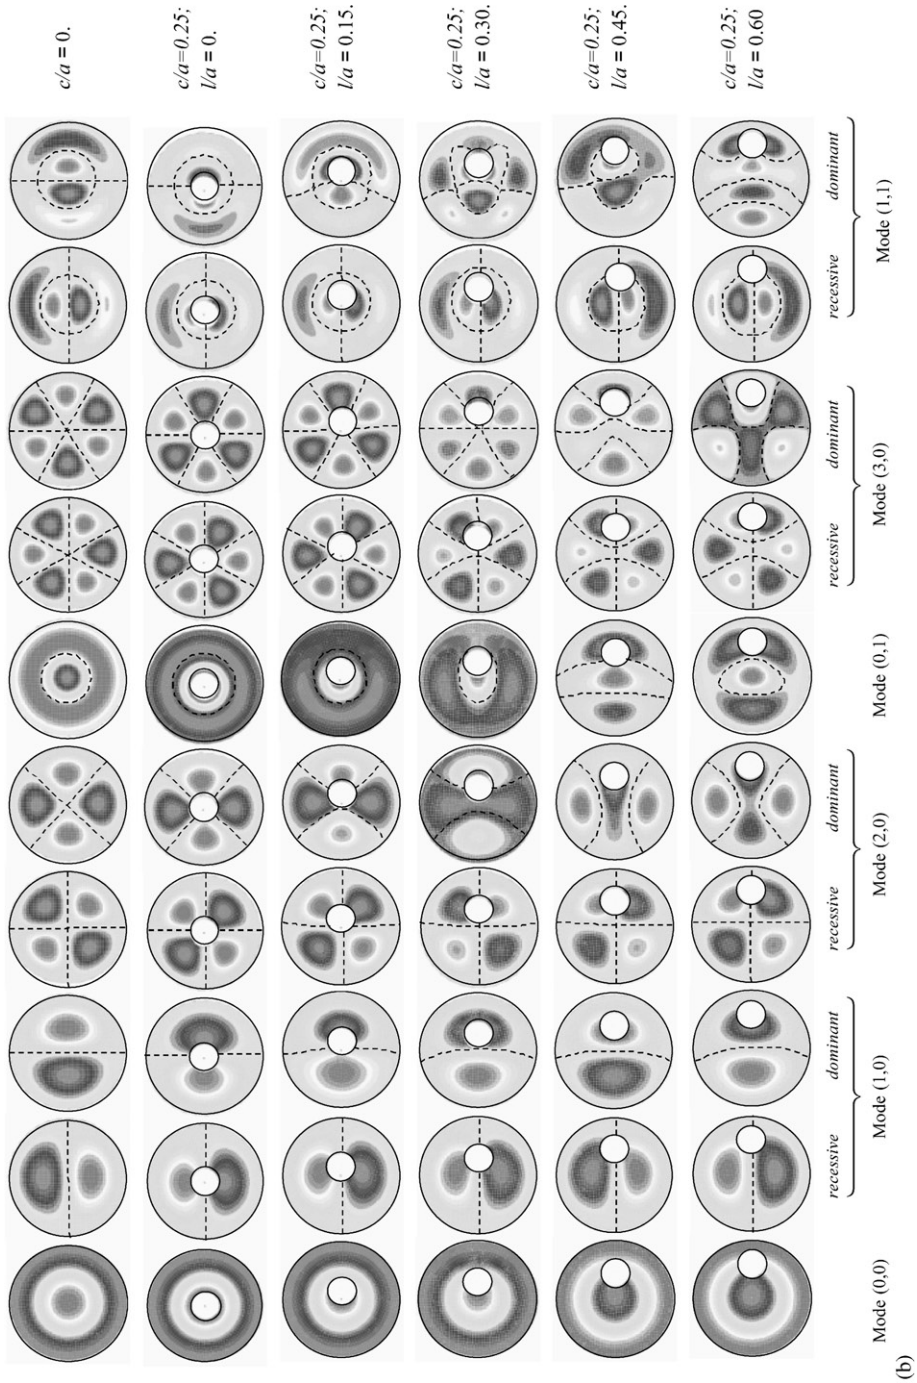 c/a = 0.
c/a=0.25;
l/a = 0.
c/a=0.25;
l/a = 0.15.
c/a=0.25;
l/a = 0.30.
c/a=0.25;
l/a = 0.45.
c/a=0.25;
l/a = 0.60
recessive dominant recessive dominant recessive dominant recessive dominant
Mode (0,0) Mode (1,0) Mode (2,0) Mode (0,1) Mode (3,0) Mode (1,1)
(b)